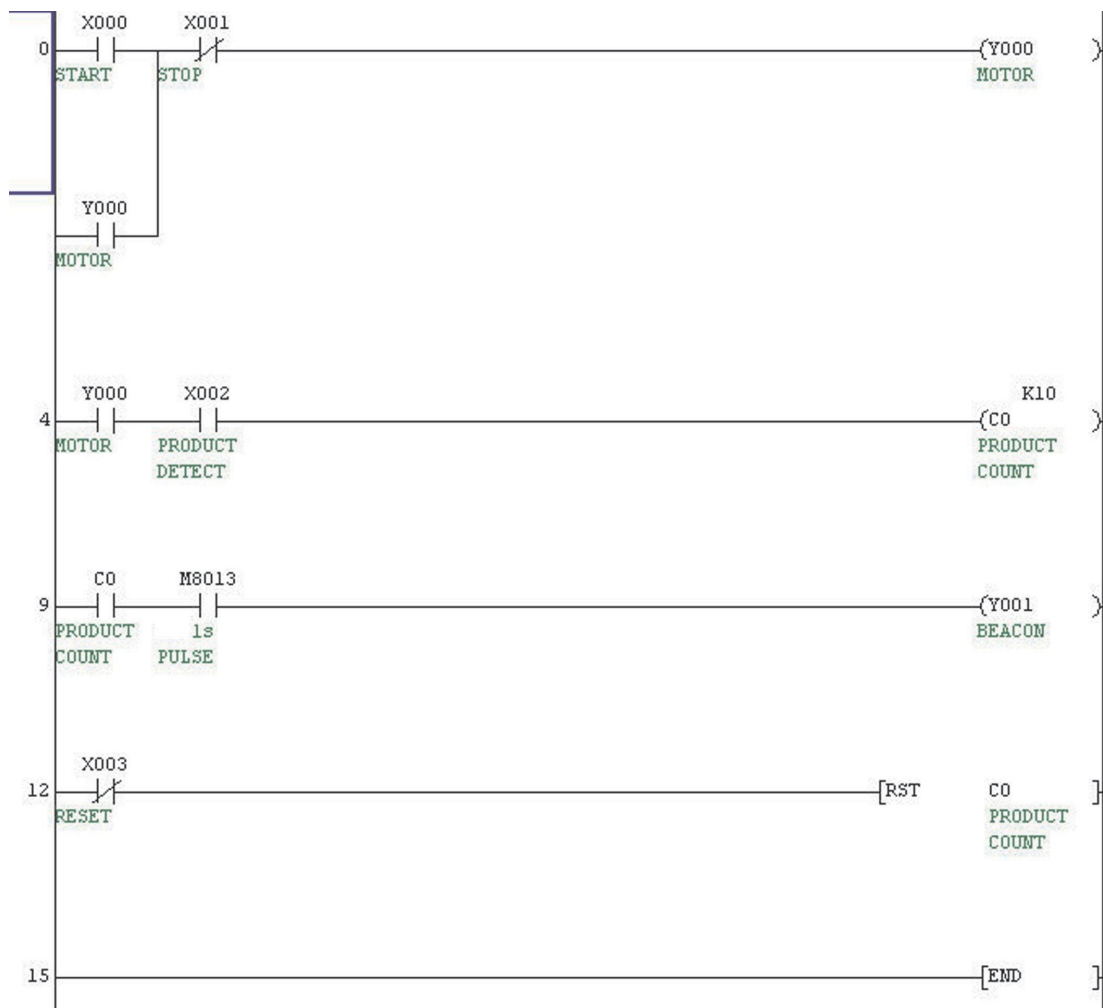 X000 X001
0 (Y000 )
START STOP MOTOR
Y000
MOTOR
Y000 X002 K10
4 (C0 )
MOTOR PRODUCT PRODUCT
DETECT COUNT
C0 M8013
9 (Y001 )
PRODUCT 1s BEACON
COUNT PULSE
X003
12 [RST C0 ]
RESET PRODUCT
COUNT
15 [END ]